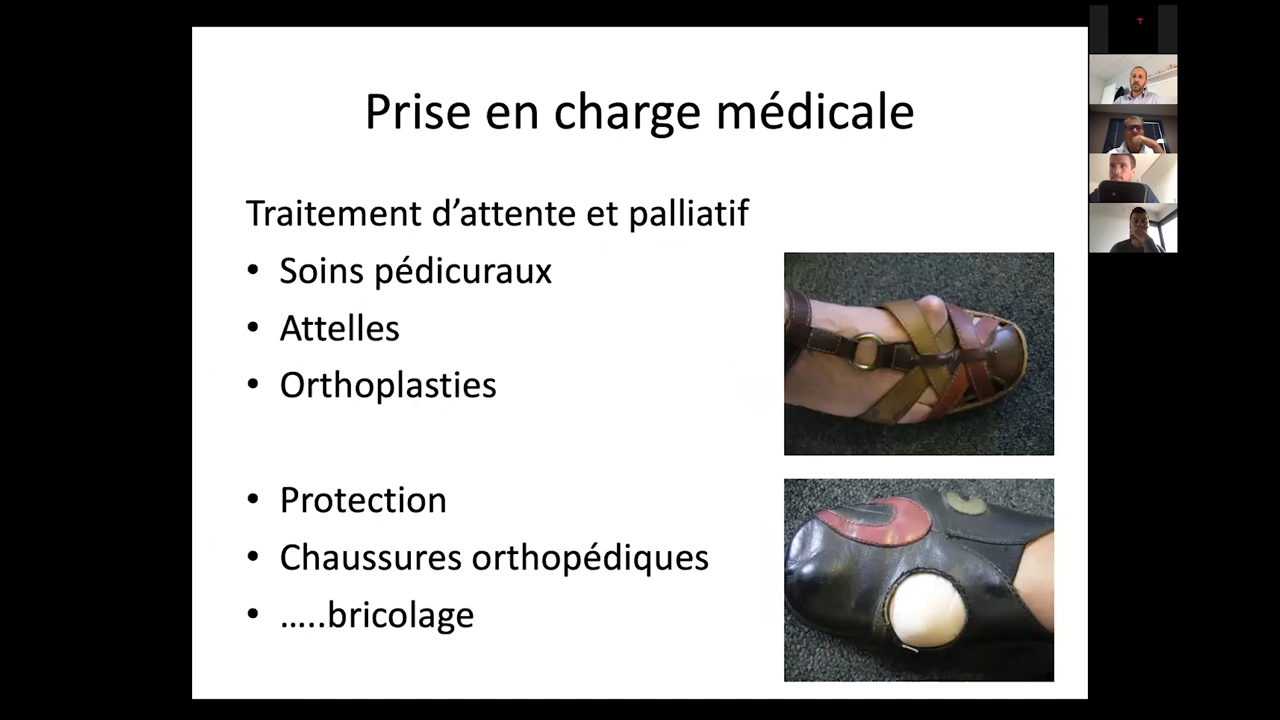 Prise en charge médicale
Traitement d’attente et palliatif
• Soins pédicuraux
• Attelles
• Orthoplasties
• Protection
• Chaussures orthopédiques
• …..bricolage